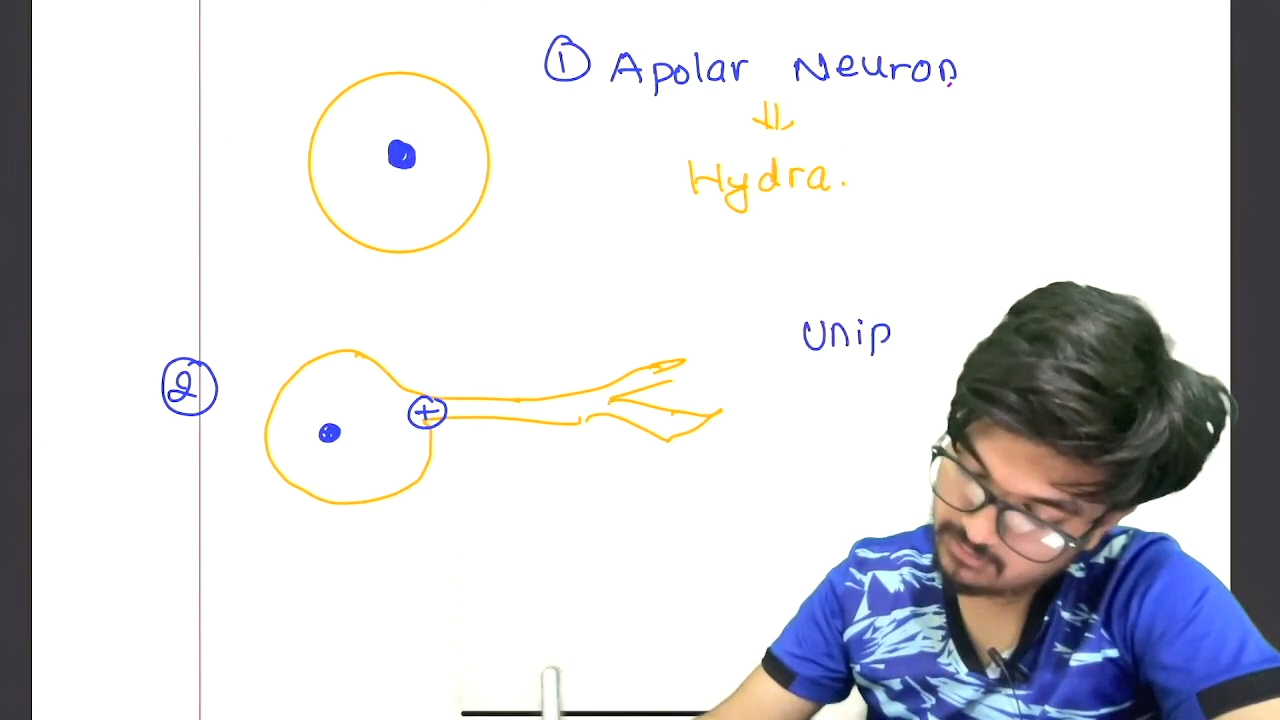 ① Apolar Neuron
⇓
Hydra.
Unip
②
+